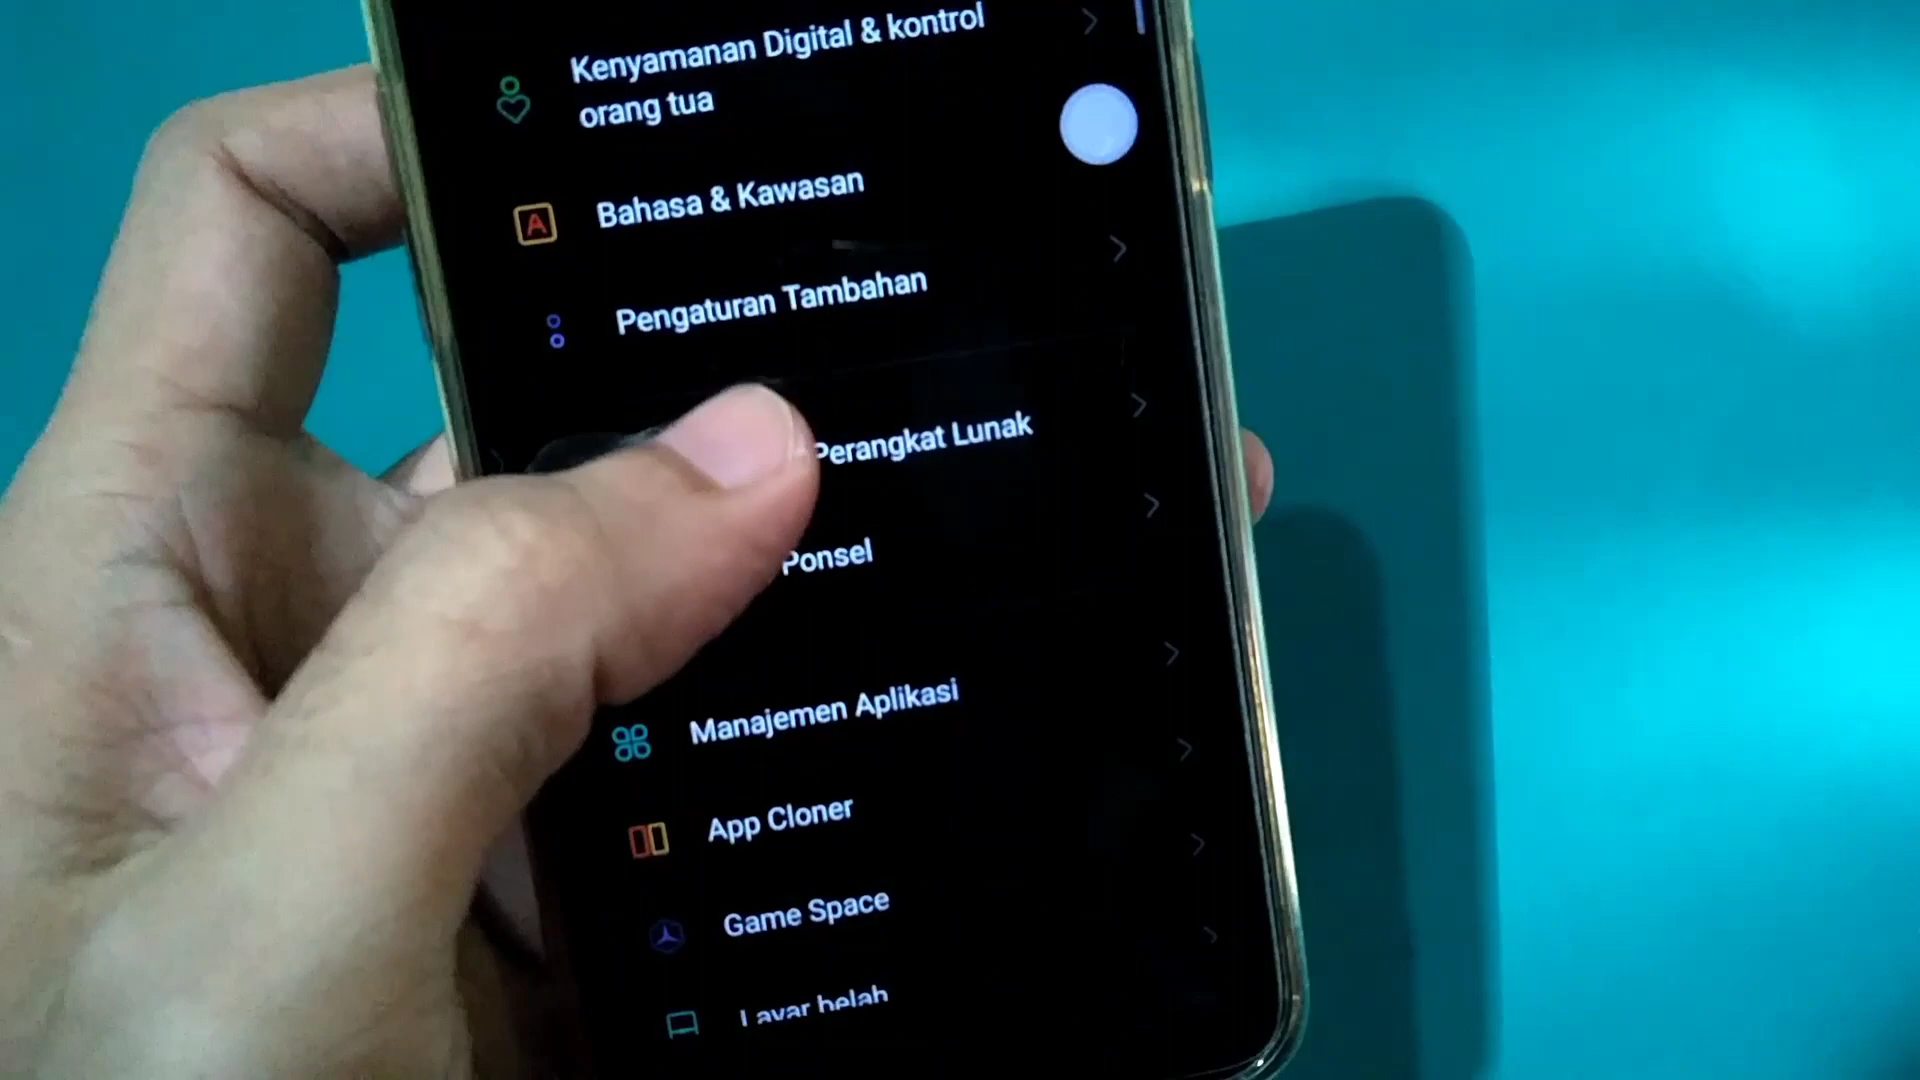 Kenyamanan Digital & kontrol
orang tua
A
Bahasa & Kawasan
Pengaturan Tambahan
Perangkat Lunak
Ponsel
Manajemen Aplikasi
App Cloner
Game Space
Layar belah